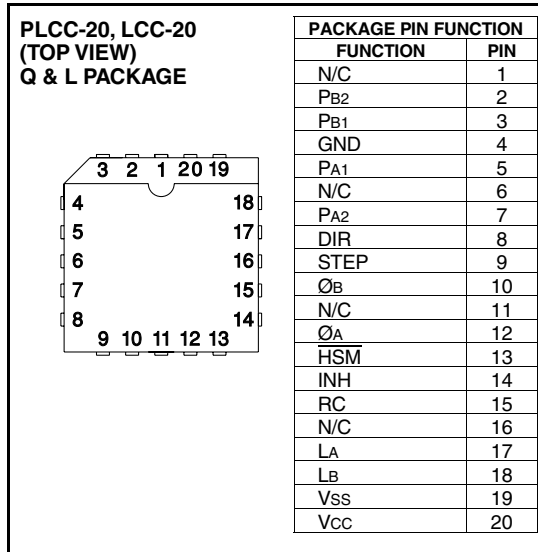 PLCC-20, LCC-20
(TOP VIEW)
Q & L PACKAGE
3 2 1 20 19
4 18
5 17
6 16
7 15
8 14
9 10 11 12 13
PACKAGE PIN FUNCTION
FUNCTION PIN
N/C 1
PB2 2
PB1 3
GND 4
PA1 5
N/C 6
PA2 7
DIR 8
STEP 9
ØB 10
N/C 11
ØA 12
HSM 13
INH 14
RC 15
N/C 16
LA 17
LB 18
VSS 19
VCC 20